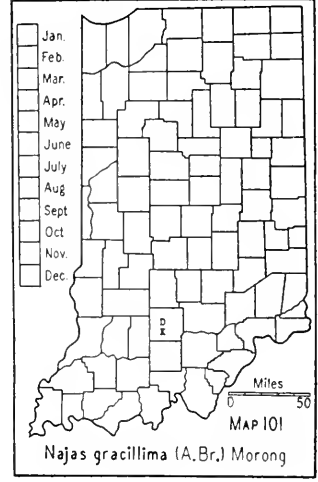 Jan.
Feb.
Mar.
Apr.
May
June
July
Aug
Sept
Oct
Nov.
Dec.
D
K
Miles
0 50
MAP 101
Najas gracillima (A.Br.) Morong